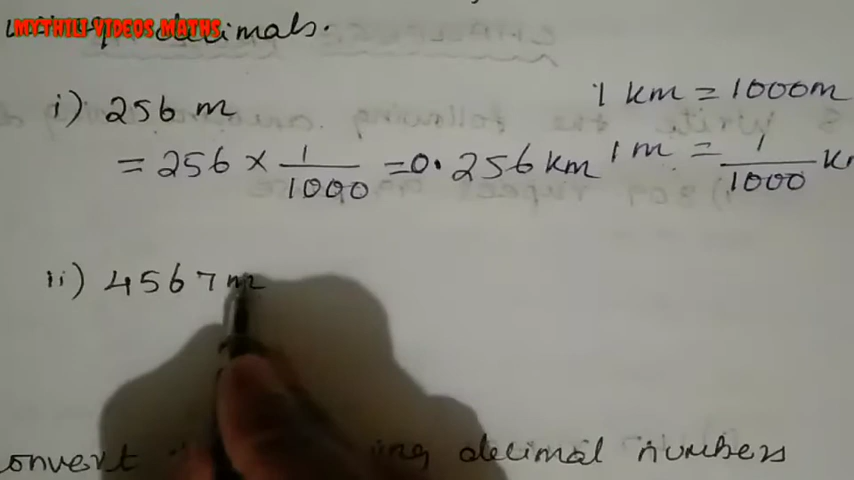 MYTHILI VIDEOS MATHS
decimals.
i) 256 m
1 km = 1000m
= 256 × 1/1000 = 0.256 km
1 m = 1/1000 k
ii) 4567 m
onvert ing decimal numbers